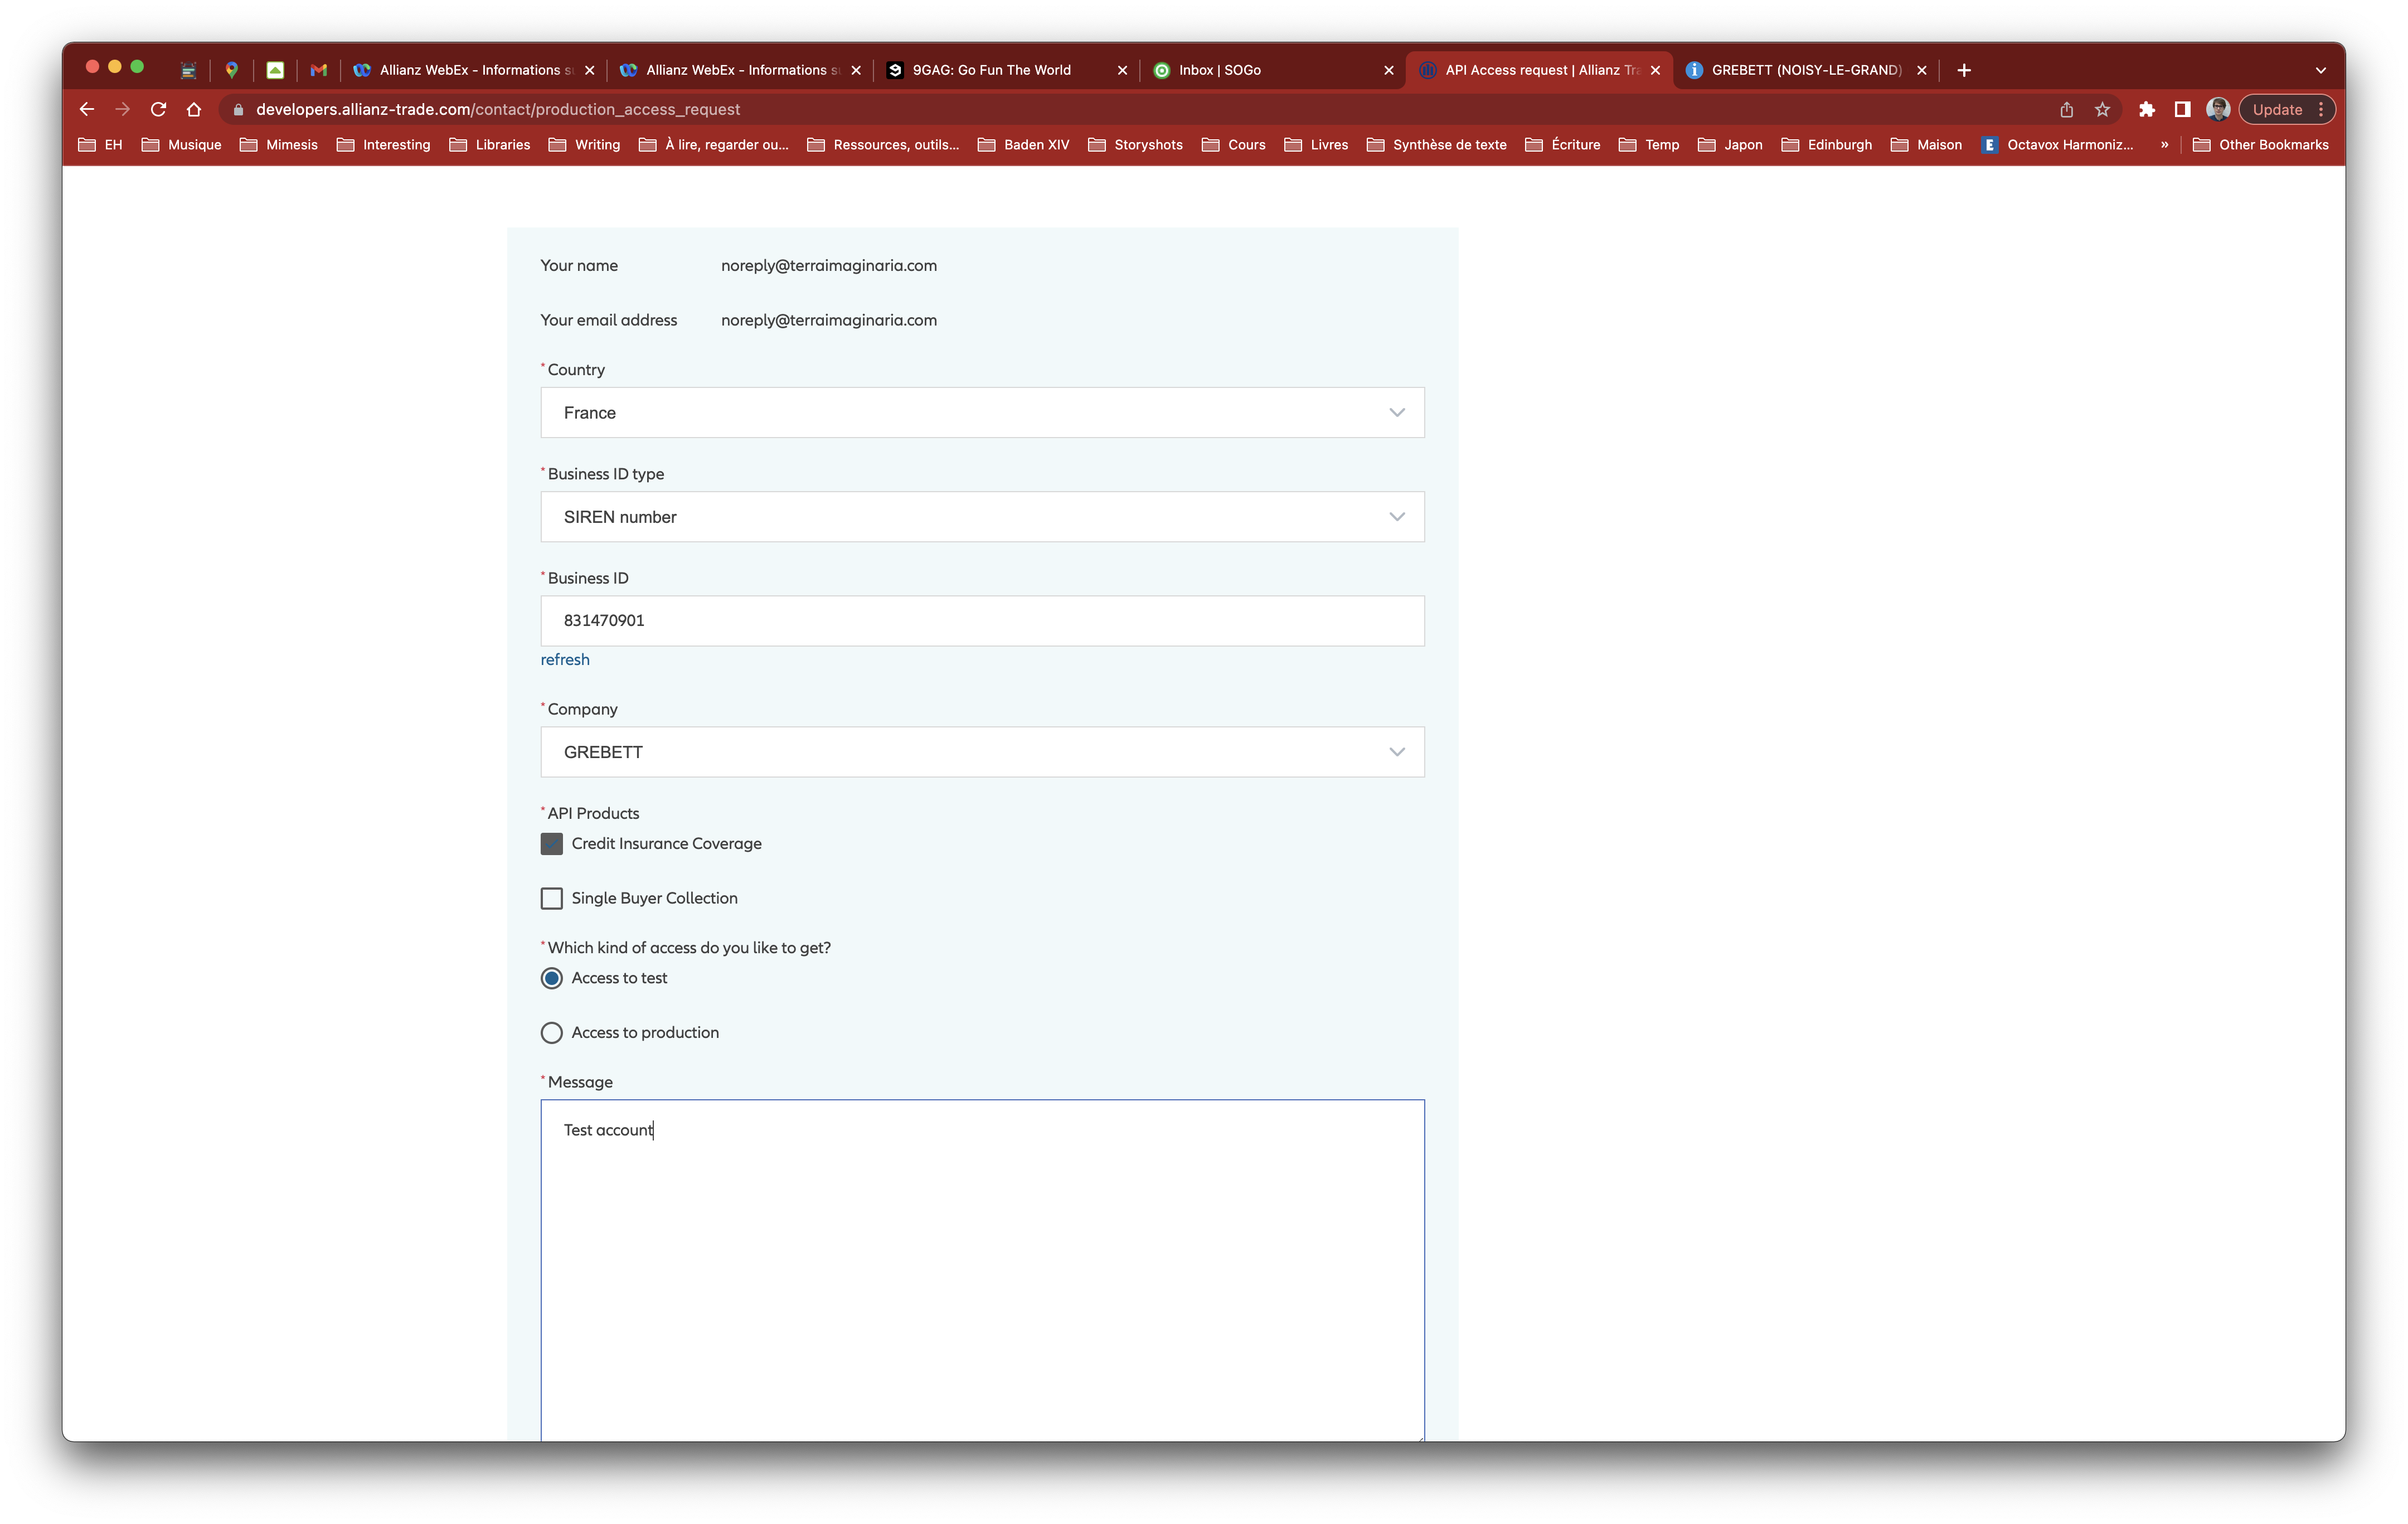 Allianz WebEx - Informations
Allianz WebEx - Informations
9GAG: Go Fun The World
Inbox | SOGo
API Access request | Allianz Tra
GREBETT (NOISY-LE-GRAND)
developers.allianz-trade.com/contact/production_access_request
Update
EH
Musique
Mimesis
Interesting
Libraries
Writing
À lire, regarder ou...
Ressources, outils...
Baden XIV
Storyshots
Cours
Livres
Synthèse de texte
Écriture
Temp
Japon
Edinburgh
Maison
E
Octavox Harmoniz...
»
Other Bookmarks
Your name noreply@terraimaginaria.com
Your email address noreply@terraimaginaria.com
* Country
France
* Business ID type
SIREN number
* Business ID
831470901
refresh
* Company
GREBETT
* API Products
Credit Insurance Coverage
Single Buyer Collection
* Which kind of access do you like to get?
Access to test
Access to production
* Message
Test account